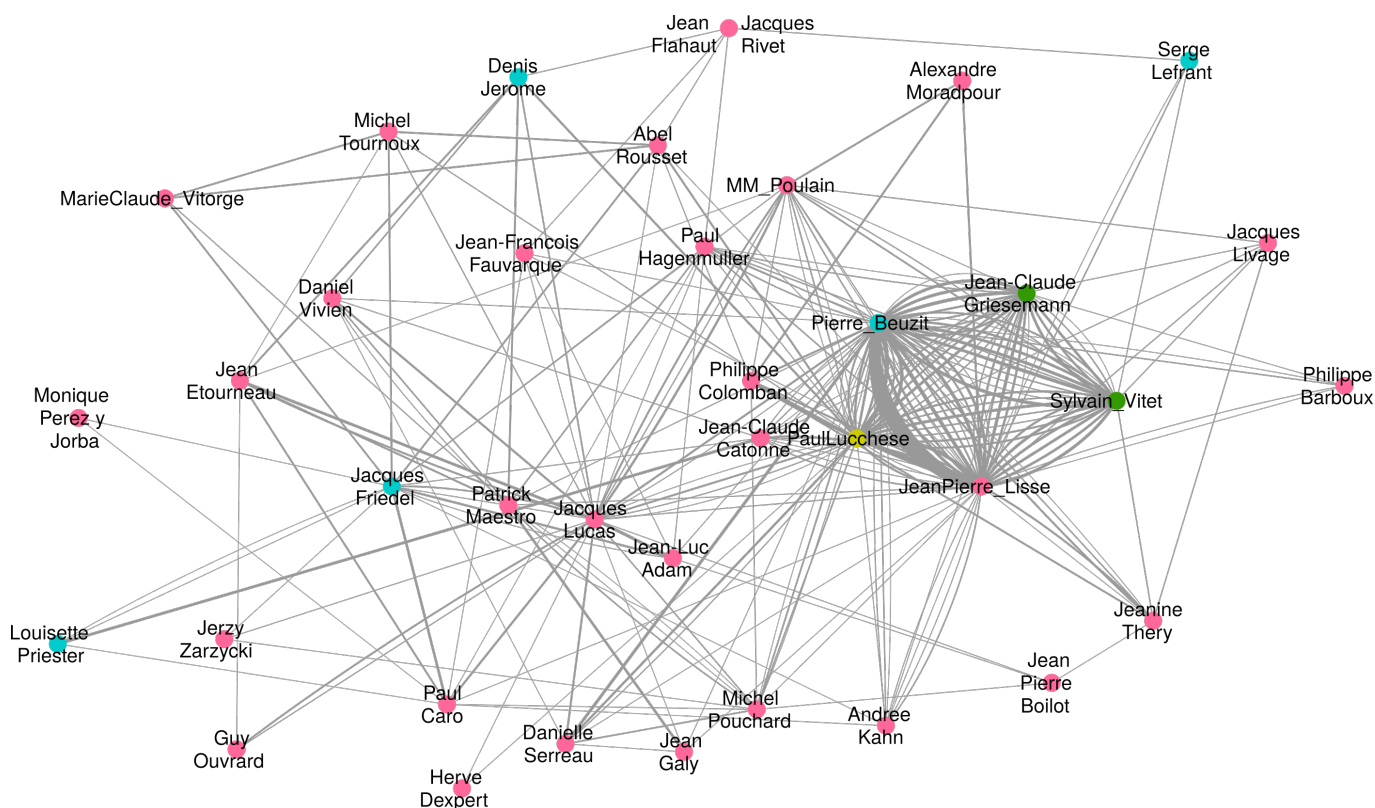 Jean
Flahaut
Jacques
Rivet
Serge
Lefrant
Denis
Jerome
Alexandre
Moradpour
Michel
Tournoux
Abel
Rousset
MM_Poulain
MarieClaude_Vitorge
Jean-Francois
Fauvarque
Paul
Hagenmuller
Jacques
Livage
Daniel
Vivien
Jean-Claude
Griesemann
Pierre_Beuzit
Jean
Etourneau
Philippe
Colomban
Philippe
Barboux
Monique
Perez y
Jorba
Sylvain_Vitet
Jean-Claude
Catonne
PaulLucchese
Jacques
Friedel
Patrick
Maestro
Jacques
Lucas
JeanPierre_Lisse
Jean-Luc
Adam
Louisette
Priester
Jerzy
Zarzycki
Jeanine
Thery
Jean
Pierre
Boilot
Paul
Caro
Michel
Pouchard
Andree
Kahn
Guy
Ouvrard
Danielle
Serreau
Jean
Galy
Herve
Dexpert